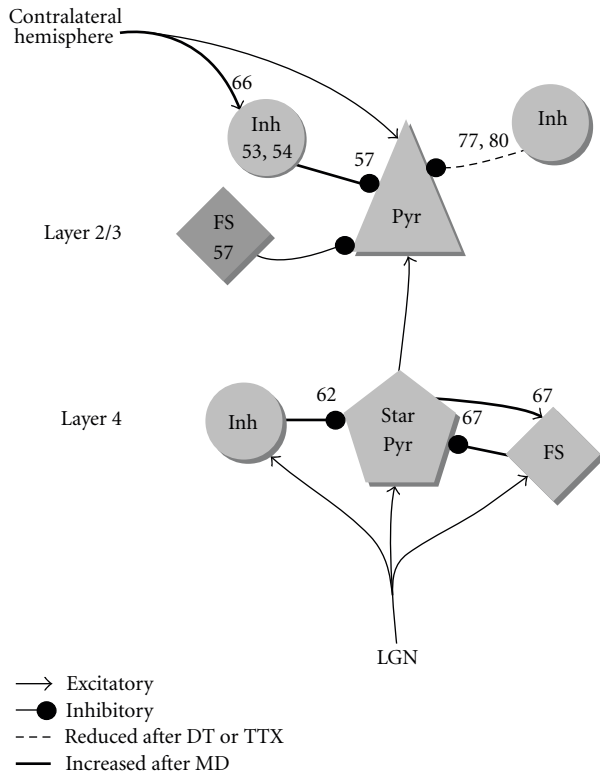 Contralateral
hemisphere
66
Inh
53, 54
57
77, 80
Inh
Pyr
FS
57
Layer 2/3
Layer 4
Inh
62
Star
Pyr
67
67
FS
LGN
Excitatory
Inhibitory
Reduced after DT or TTX
Increased after MD